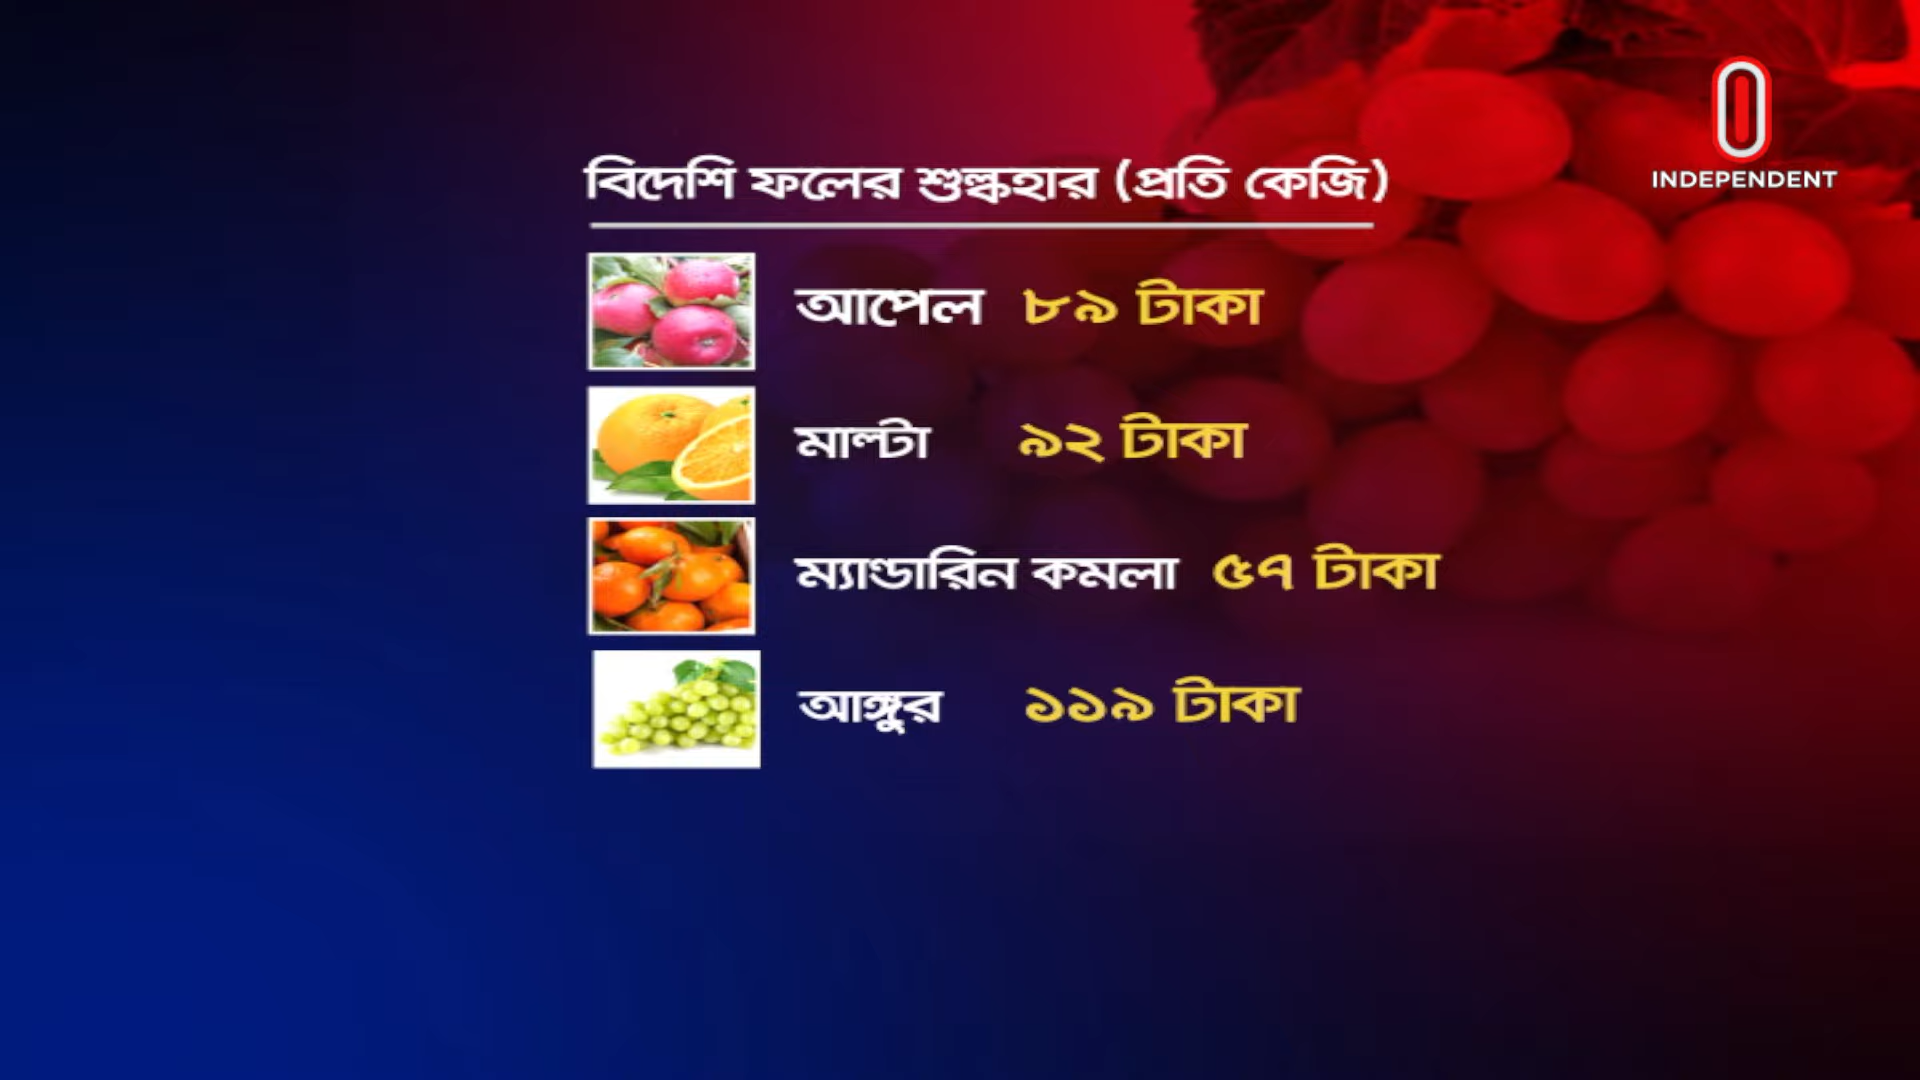 INDEPENDENT
বিদেশি ফলের শুল্কহার (প্রতি কেজি)
আপেল ৮৯ টাকা
মাল্টা ৯২ টাকা
ম্যান্ডারিন কমলা ৫৭ টাকা
আঙ্গুর ১১৯ টাকা